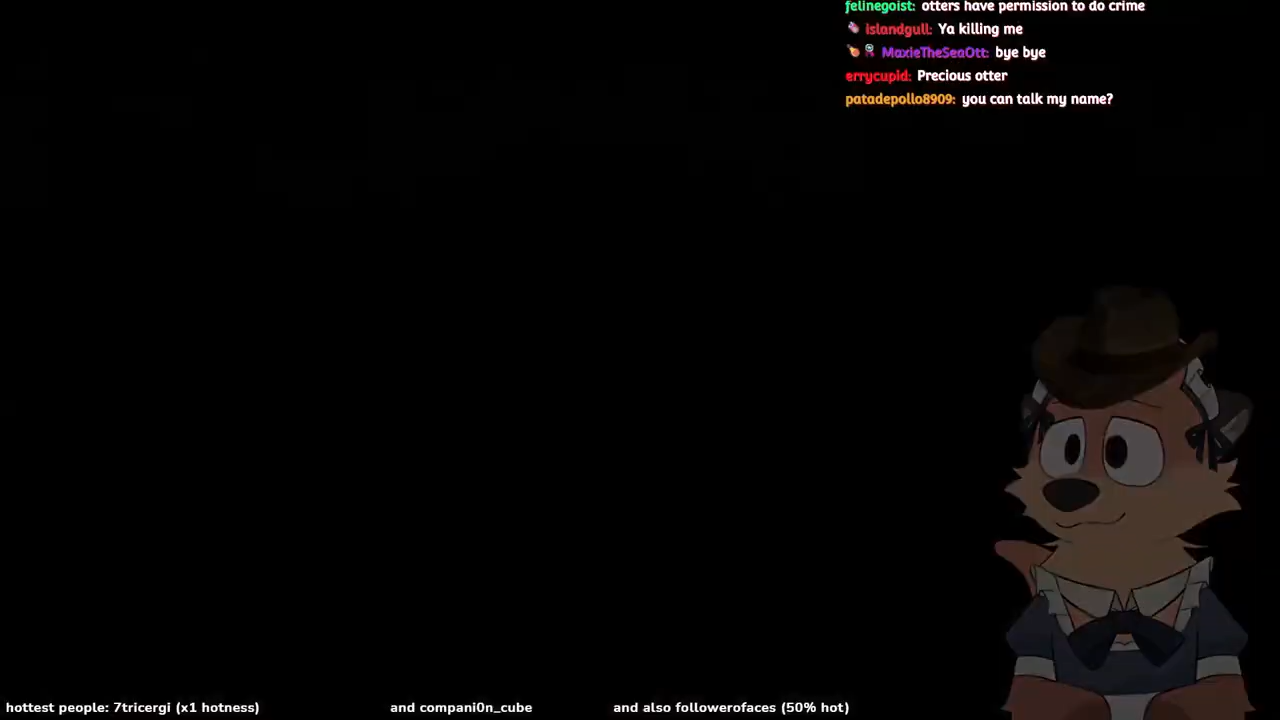 felinegoist: otters have permission to do crime
islandgull: Ya killing me
MaxieTheSeaOtt: bye bye
errycupid: Precious otter
patadepollo8909: you can talk my name?
hottest people: 7tricergi (x1 hotness) and compani0n_cube and also followerofaces (50% hot)